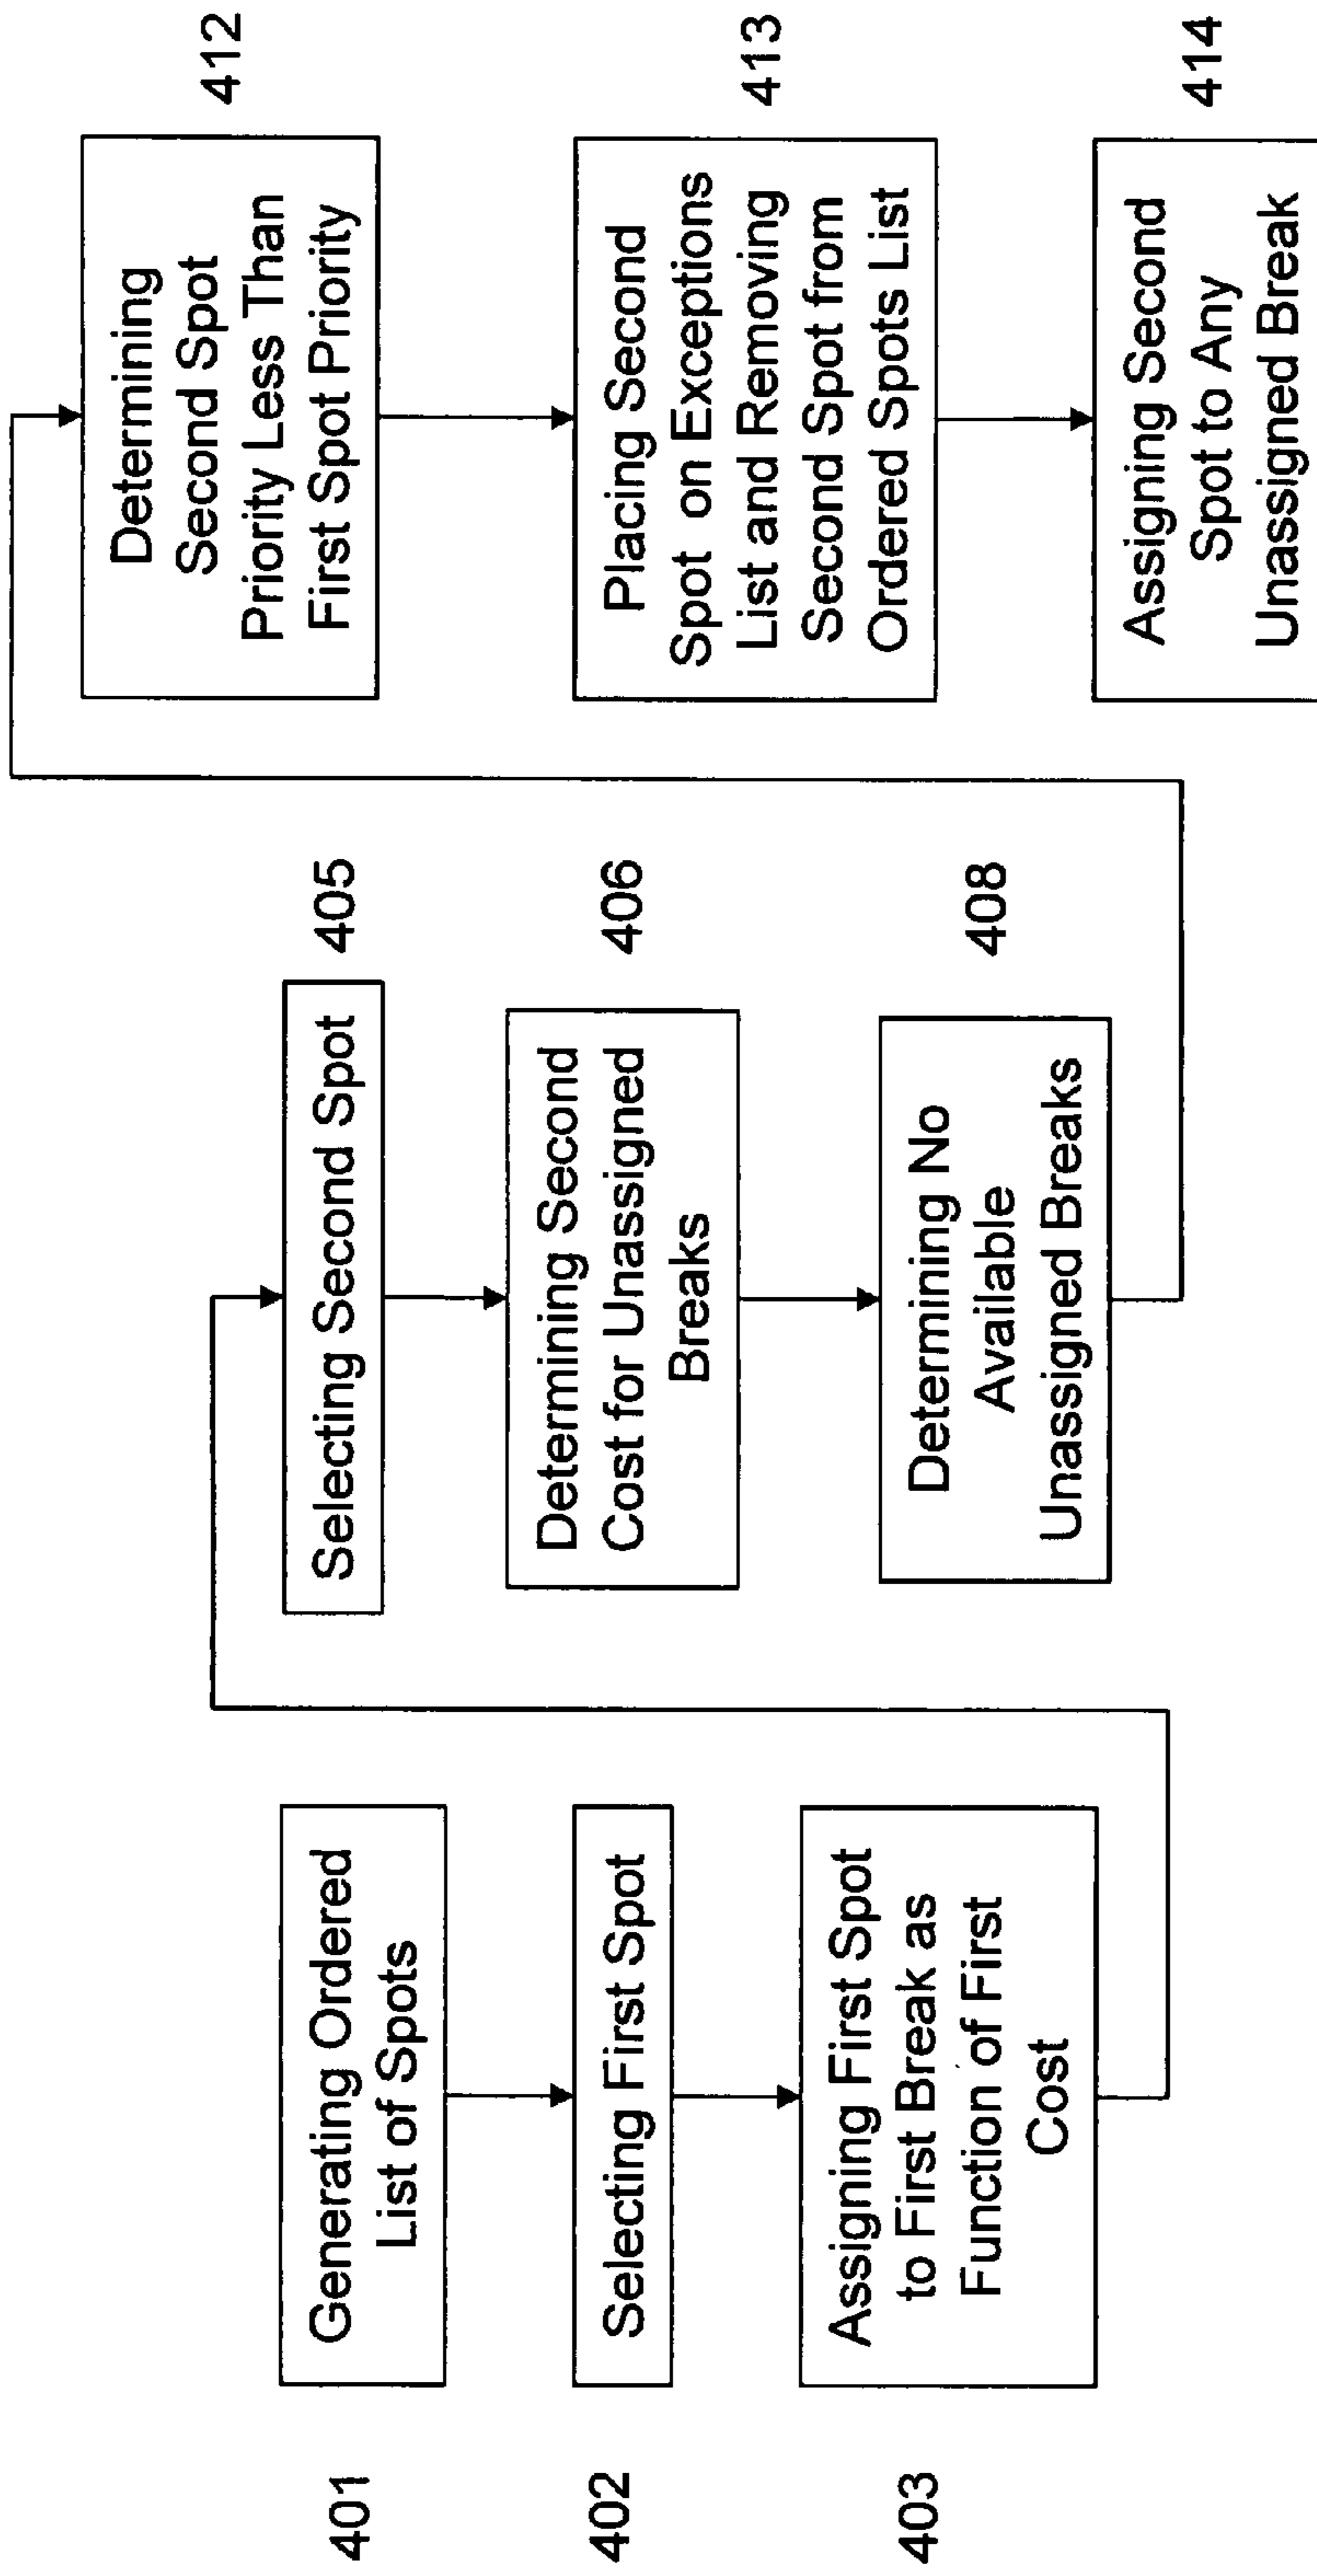 401
Generating Ordered
List of Spots
402
Selecting First Spot
403
Assigning First Spot
to First Break as
Function of First
Cost
Selecting Second Spot
405
Determining Second
Cost for Unassigned
Breaks
406
Determining No
Available
Unassigned Breaks
408
Determining
Second Spot
Priority Less Than
First Spot Priority
412
Placing Second
Spot on Exceptions
List and Removing
Second Spot from
Ordered Spots List
413
Assigning Second
Spot to Any
Unassigned Break
414